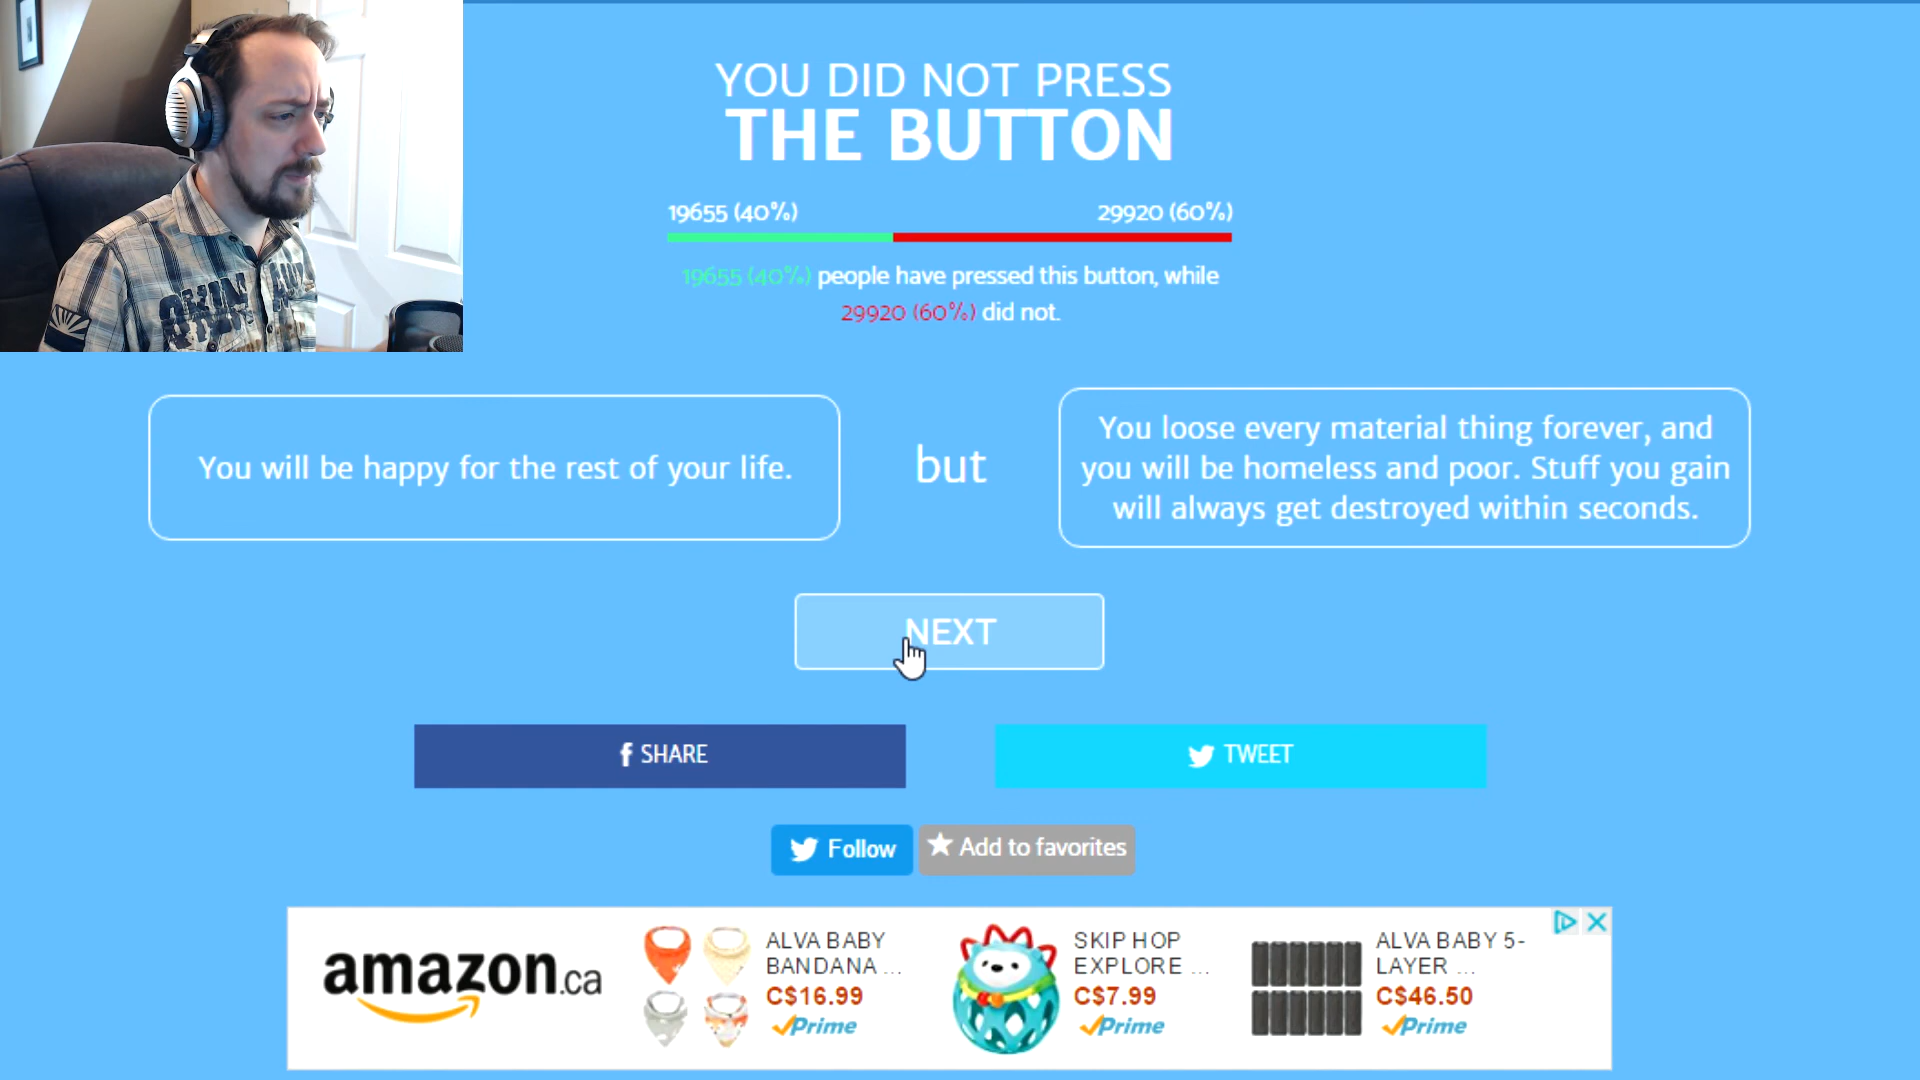 YOU DID NOT PRESS
THE BUTTON
19655 (40%)
29920 (60%)
19655 (40%) people have pressed this button, while
29920 (60%) did not.
You will be happy for the rest of your life.
but
You loose every material thing forever, and
you will be homeless and poor. Stuff you gain
will always get destroyed within seconds.
NEXT
f SHARE
TWEET
Follow
Add to favorites
amazon.ca
ALVA BABY
BANDANA ...
C$16.99
Prime
SKIP HOP
EXPLORE ...
C$7.99
Prime
ALVA BABY 5-
LAYER ...
C$46.50
Prime